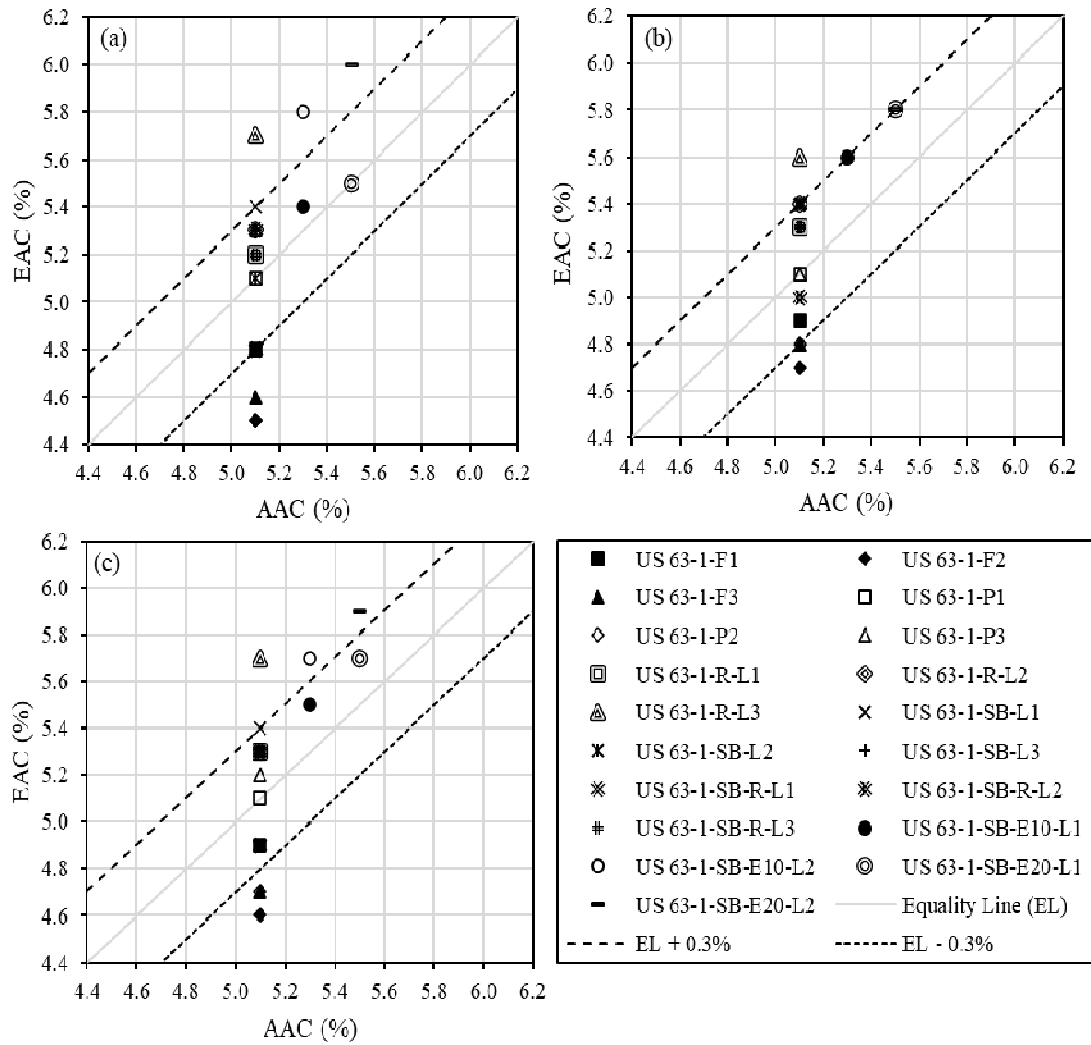 (a)
6.2
6.0
5.8
5.6
5.4
5.2
5.0
4.8
4.6
4.4
EAC (%)
4.4 4.6 4.8 5.0 5.2 5.4 5.6 5.8 6.0 6.2
AAC (%)
(b)
6.2
6.0
5.8
5.6
5.4
5.2
5.0
4.8
4.6
4.4
EAC (%)
4.4 4.6 4.8 5.0 5.2 5.4 5.6 5.8 6.0 6.2
AAC (%)
(c)
6.2
6.0
5.8
5.6
5.4
5.2
5.0
4.8
4.6
4.4
EAC (%)
4.4 4.6 4.8 5.0 5.2 5.4 5.6 5.8 6.0 6.2
AAC (%)
US 63-1-F1 US 63-1-F2
US 63-1-F3 US 63-1-P1
US 63-1-P2 US 63-1-P3
US 63-1-R-L1 US 63-1-R-L2
US 63-1-R-L3 US 63-1-SB-L1
US 63-1-SB-L2 US 63-1-SB-L3
US 63-1-SB-R-L1 US 63-1-SB-R-L2
US 63-1-SB-R-L3 US 63-1-SB-E10-L1
US 63-1-SB-E10-L2 US 63-1-SB-E20-L1
US 63-1-SB-E20-L2 Equality Line (EL)
EL + 0.3% EL - 0.3%